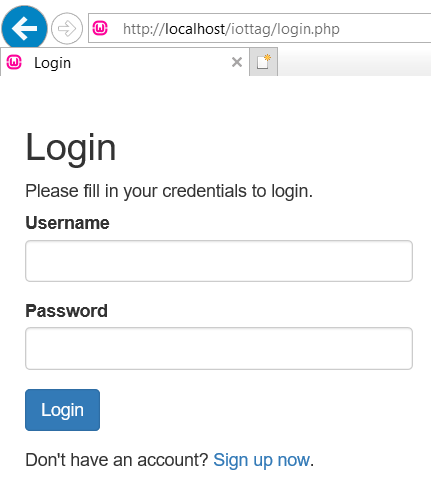 http://localhost/iottag/login.php
Login
Login
Please fill in your credentials to login.
Username
Password
Login
Don't have an account? Sign up now.